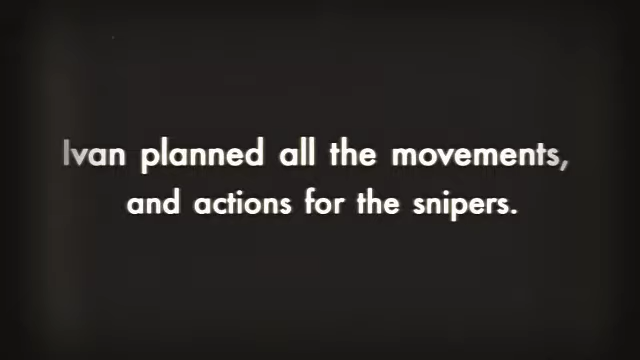 Ivan planned all the movements,
and actions for the snipers.